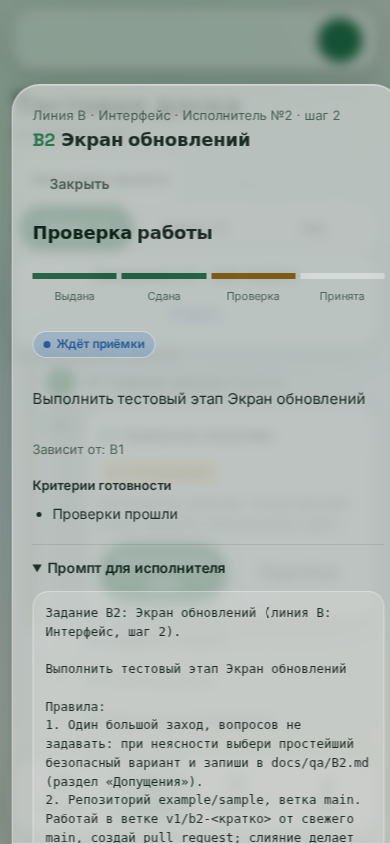 Линия B · Интерфейс · Исполнитель №2 · шаг 2
B2 Экран обновлений
Закрыть
Проверка работы
Выдана
Сдана
Проверка
Принята
Ждёт приёмки
Выполнить тестовый этап Экран обновлений
Зависит от: B1
Критерии готовности
• Проверки прошли
▼ Промпт для исполнителя
Задание B2: Экран обновлений (линия B:
Интерфейс, шаг 2).
Выполнить тестовый этап Экран обновлений
Правила:
1. Один большой заход, вопросов не
задавать: при неясности выбери простейший
безопасный вариант и запиши в docs/qa/B2.md
(раздел «Допущения»).
2. Репозиторий example/sample, ветка main.
Работай в ветке v1/b2-<кратко> от свежего
main, создай pull request; слияние делает